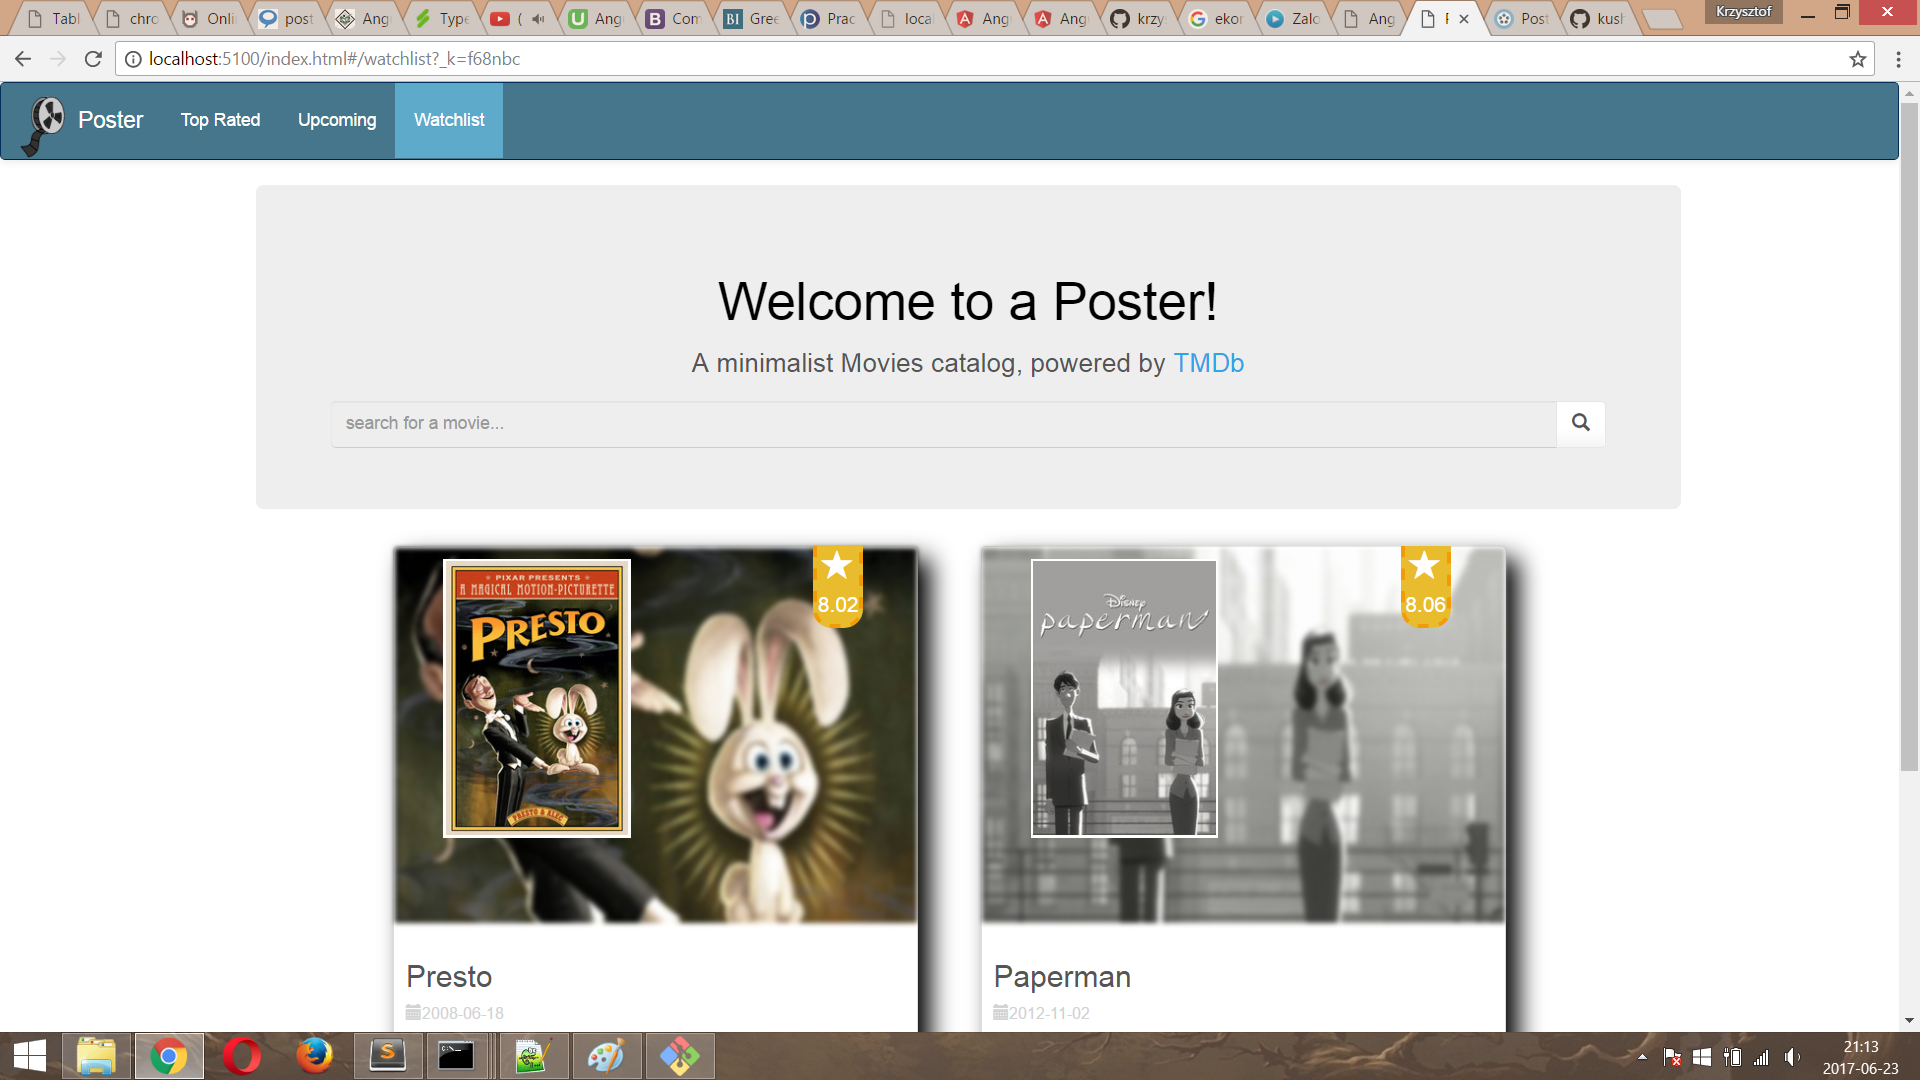 Tabl chro Onli post Ang Type ( Ang Com Gree Prac loca Ang Ang krzy ekor Zalo Ang F Post kush Krzysztof
localhost:5100/index.html#/watchlist?_k=f68nbc
Poster Top Rated Upcoming Watchlist
Welcome to a Poster!
A minimalist Movies catalog, powered by TMDb
search for a movie...
PIXAR PRESENTS
A MAGICAL MOTION-PICTURETTE
PRESTO
PRESTO & ALEC
8.02
Disney
paperman
8.06
Presto
2008-06-18
Paperman
2012-11-02
21:13
2017-06-23